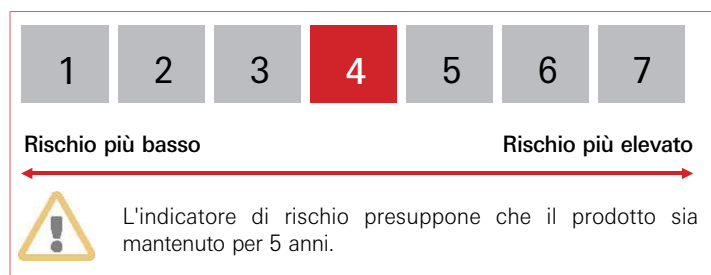 1 2 3 4 5 6 7
Rischio più basso Rischio più elevato
L'indicatore di rischio presuppone che il prodotto sia
mantenuto per 5 anni.